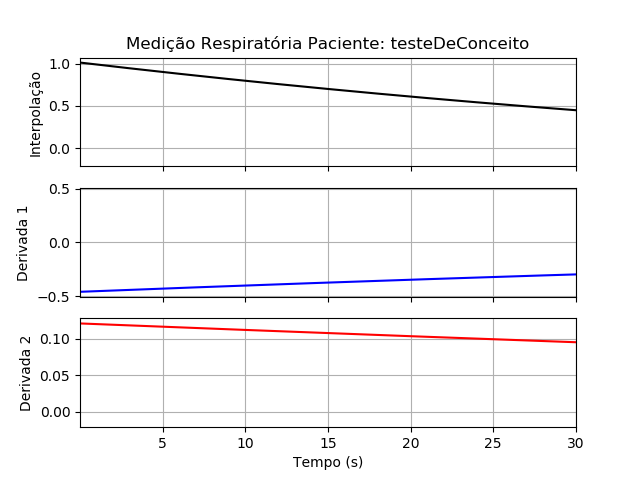 Medição Respiratória Paciente: testeDeConceito
1.0
0.5
0.0
Interpolação
0.5
0.0
−0.5
Derivada 1
0.10
0.05
0.00
Derivada 2
5 10 15 20 25 30
Tempo (s)